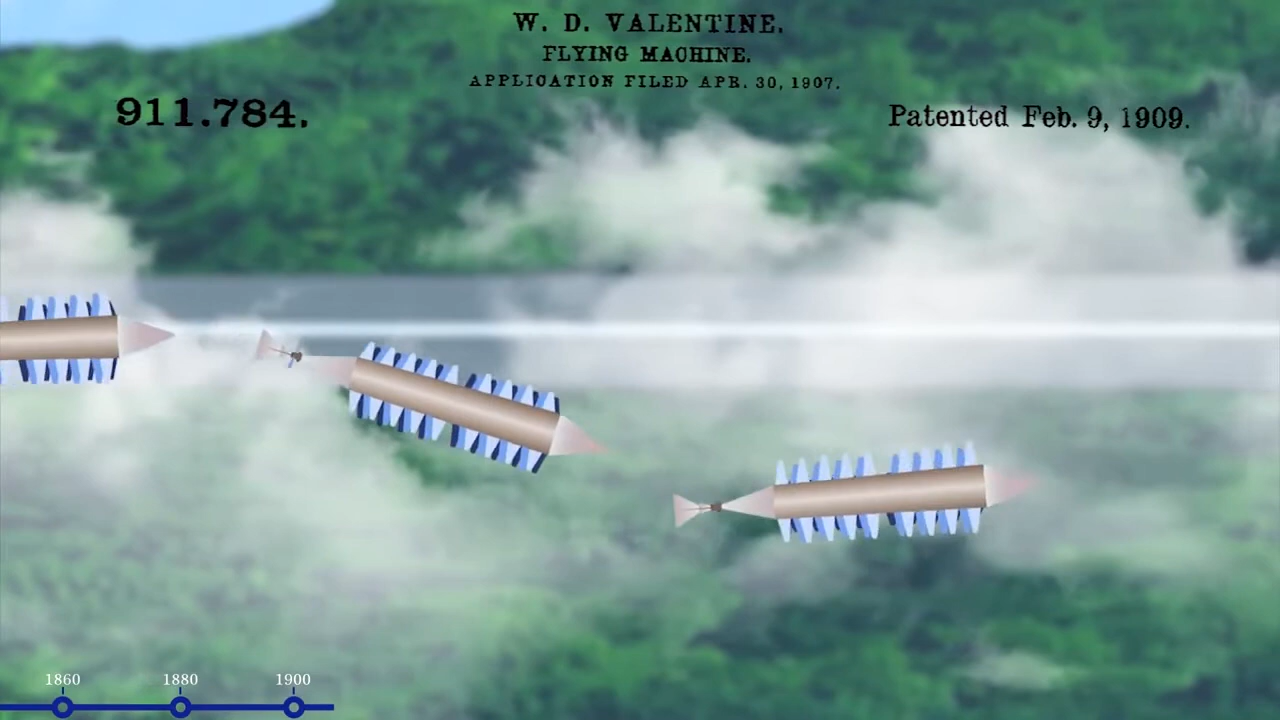 W. D. VALENTINE.
FLYING MACHINE.
APPLICATION FILED APR. 30, 1907.
911.784.
Patented Feb. 9, 1909.
1860
1880
1900